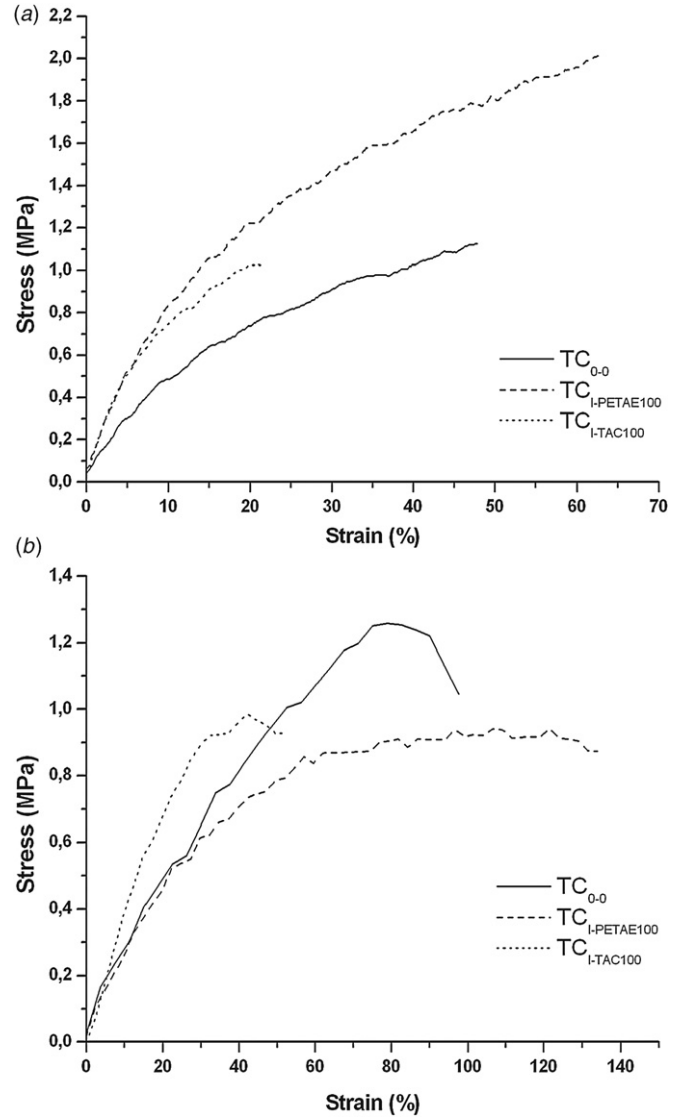 (a)
2,2
2,0
1,8
1,6
1,4
1,2
1,0
0,8
0,6
0,4
0,2
0,0
Stress (MPa)
TC0-0
TCI-PETAE100
TCI-TAC100
0 10 20 30 40 50 60 70
Strain (%)
(b)
1,4
1,2
1,0
0,8
0,6
0,4
0,2
0,0
Stress (MPa)
TC0-0
TCI-PETAE100
TCI-TAC100
0 20 40 60 80 100 120 140
Strain (%)